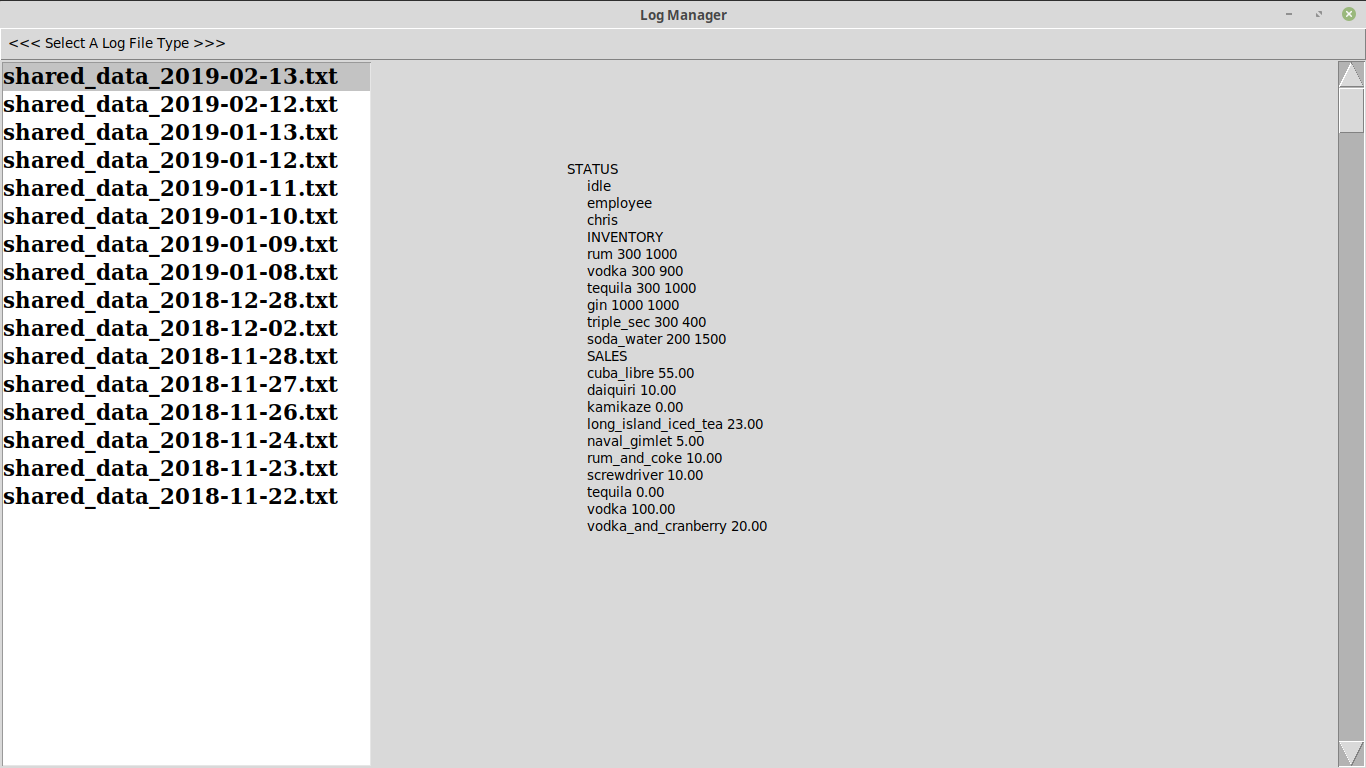 Log Manager
<<< Select A Log File Type >>>
shared_data_2019-02-13.txt
shared_data_2019-02-12.txt
shared_data_2019-01-13.txt
shared_data_2019-01-12.txt
shared_data_2019-01-11.txt
shared_data_2019-01-10.txt
shared_data_2019-01-09.txt
shared_data_2019-01-08.txt
shared_data_2018-12-28.txt
shared_data_2018-12-02.txt
shared_data_2018-11-28.txt
shared_data_2018-11-27.txt
shared_data_2018-11-26.txt
shared_data_2018-11-24.txt
shared_data_2018-11-23.txt
shared_data_2018-11-22.txt
STATUS
idle
employee
chris
INVENTORY
rum 300 1000
vodka 300 900
tequila 300 1000
gin 1000 1000
triple_sec 300 400
soda_water 200 1500
SALES
cuba_libre 55.00
daiquiri 10.00
kamikaze 0.00
long_island_iced_tea 23.00
naval_gimlet 5.00
rum_and_coke 10.00
screwdriver 10.00
tequila 0.00
vodka 100.00
vodka_and_cranberry 20.00